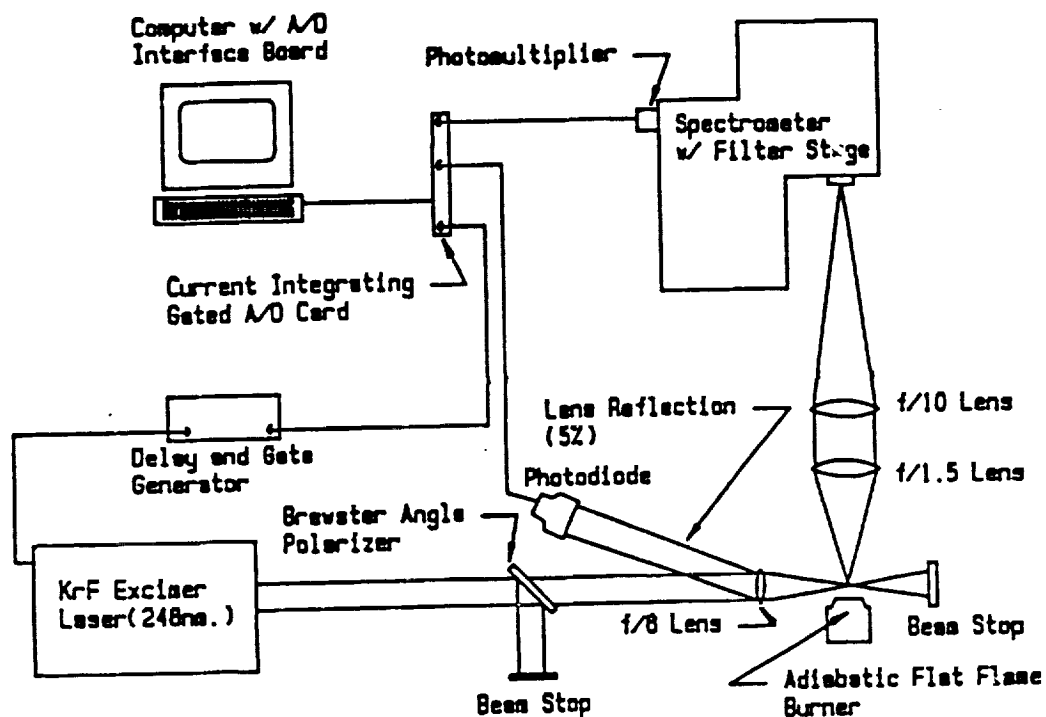 Computer w/ A/D
Interface Board
Photomultiplier
Spectrometer
w/ Filter Stage
Current Integrating
Gated A/D Card
Lens Reflection
(5%)
f/10 Lens
f/1.5 Lens
Delay and Gate
Generator
Photodiode
Brewster Angle
Polarizer
KrF Excimer
Laser(248nm.)
f/8 Lens
Beam Stop
Beam Stop
Adiabatic Flat Flame
Burner